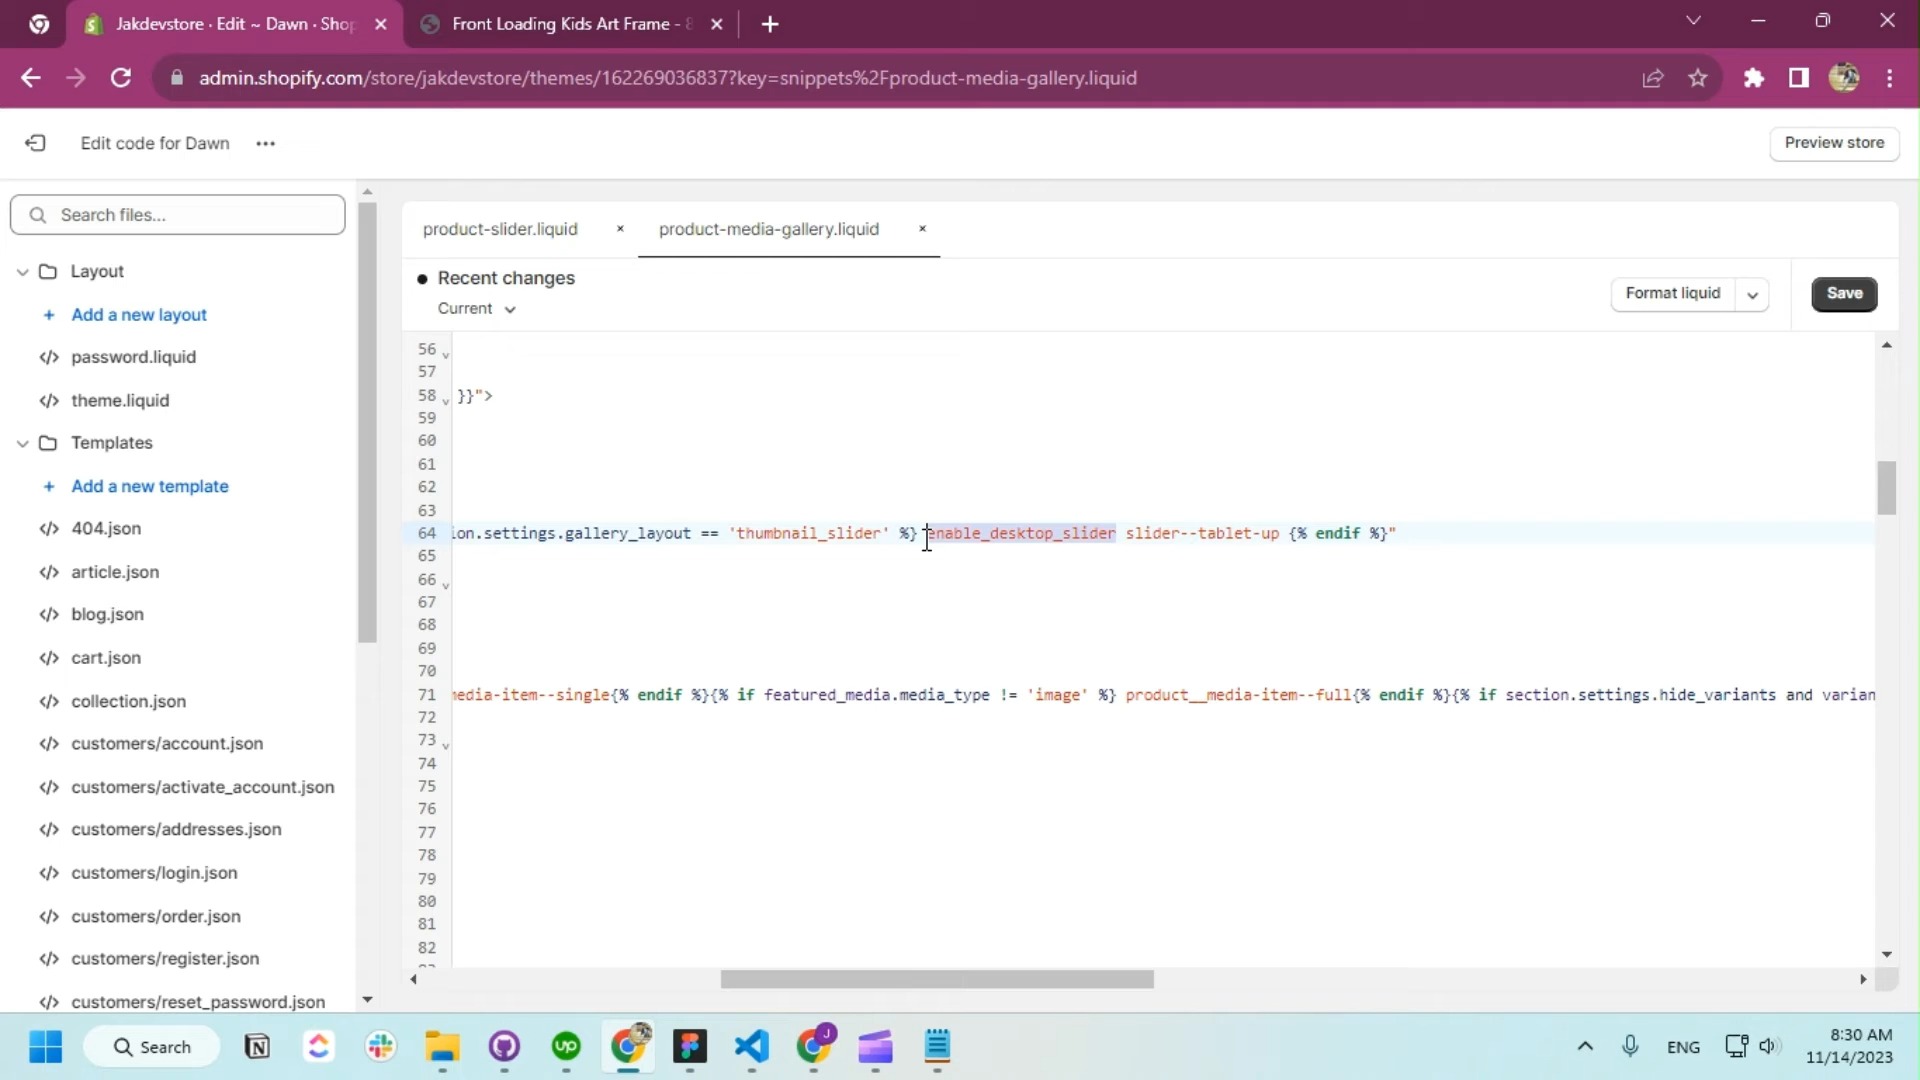 Jakdevstore · Edit ~ Dawn · Shop
Front Loading Kids Art Frame - 8
admin.shopify.com/store/jakdevstore/themes/162269036837?key=snippets%2Fproduct-media-gallery.liquid
Edit code for Dawn
Preview store
Search files...
Layout
Add a new layout
password.liquid
theme.liquid
Templates
Add a new template
404.json
article.json
blog.json
cart.json
collection.json
customers/account.json
customers/activate_account.json
customers/addresses.json
customers/login.json
customers/order.json
customers/register.json
customers/reset_password.json
product-slider.liquid
product-media-gallery.liquid
Recent changes
Current
Format liquid
Save
56
57
58 }}">
59
60
61
62
63
64 ion.settings.gallery_layout == 'thumbnail_slider' %} enable_desktop_slider slider--tablet-up {% endif %}"
65
66
67
68
69
70
71 media-item--single{% endif %}{% if featured_media.media_type != 'image' %} product__media-item--full{% endif %}{% if section.settings.hide_variants and varian
72
73
74
75
76
77
78
79
80
81
82
Search
up
J
ENG
8:30 AM
11/14/2023